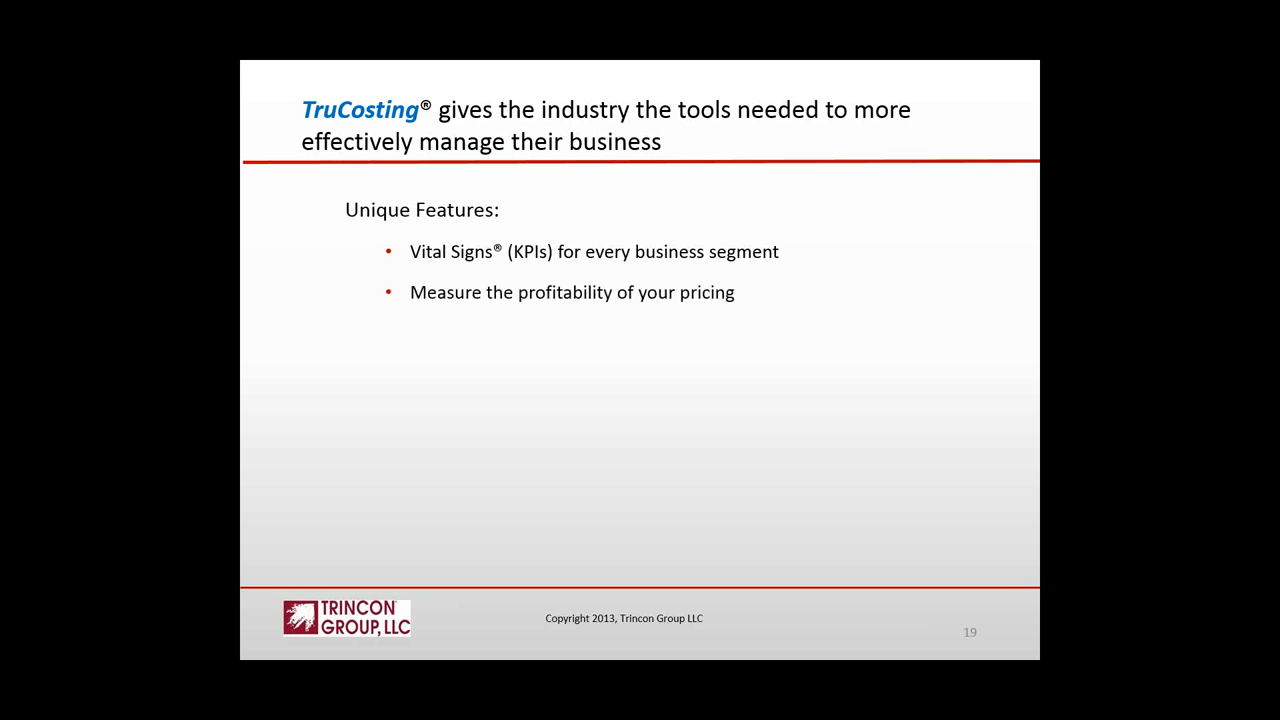 TruCosting® gives the industry the tools needed to more
effectively manage their business
Unique Features:
• Vital Signs® (KPIs) for every business segment
• Measure the profitability of your pricing
TRINCON
GROUP, LLC
Copyright 2013, Trincon Group LLC
19